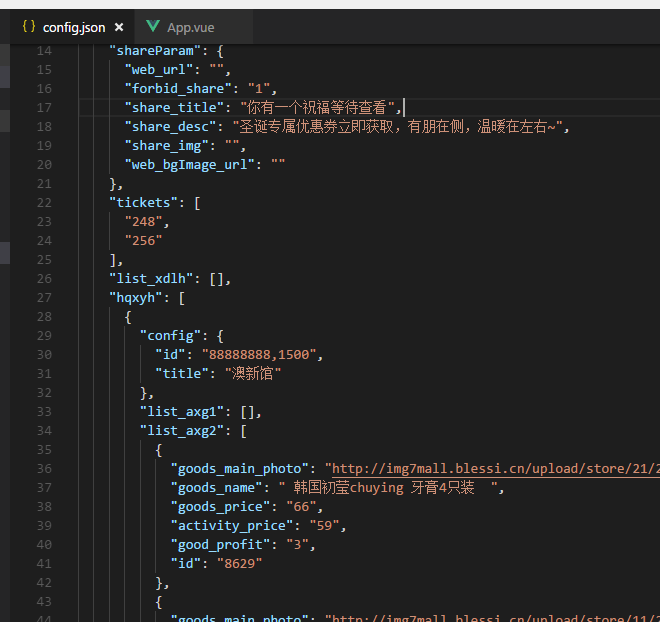 {} config.json × App.vue
14 "shareParam": {
15 "web_url": "",
16 "forbid_share": "1",
17 "share_title": "你有一个祝福等待查看",
18 "share_desc": "圣诞专属优惠券立即获取，有朋在侧，温暖在左右~",
19 "share_img": "",
20 "web_bgImage_url": ""
21 },
22 "tickets": [
23 "248",
24 "256"
25 ],
26 "list_xdlh": [],
27 "hqxyh": [
28 {
29 "config": {
30 "id": "88888888,1500",
31 "title": "澳新馆"
32 },
33 "list_axg1": [],
34 "list_axg2": [
35 {
36 "goods_main_photo": "http://img7mall.blessi.cn/upload/store/21/2
37 "goods_name": " 韩国初莹chuying 牙膏4只装  ",
38 "goods_price": "66",
39 "activity_price": "59",
40 "good_profit": "3",
41 "id": "8629"
42 },
43 {
44 "goods_main_photo": "http://img7mall.blessi.cn/upload/store/11/2